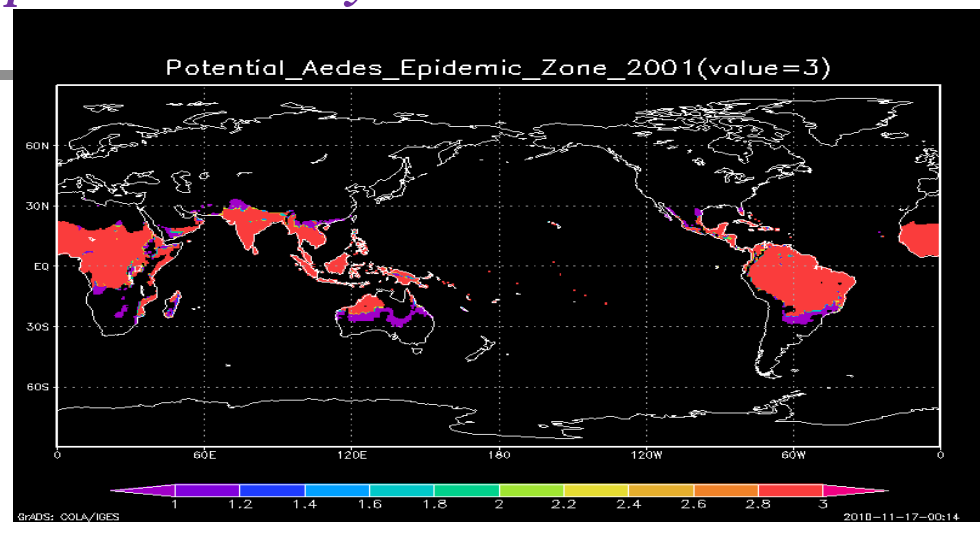 Potential_Aedes_Epidemic_Zone_2001(value=3)
60N
30N
EQ
30S
60S
0 60E 120E 180 120W 60W 0
1 1.2 1.4 1.6 1.8 2 2.2 2.4 2.6 2.8 3
GrADS: COLA/IGES 2010-11-17-00:14